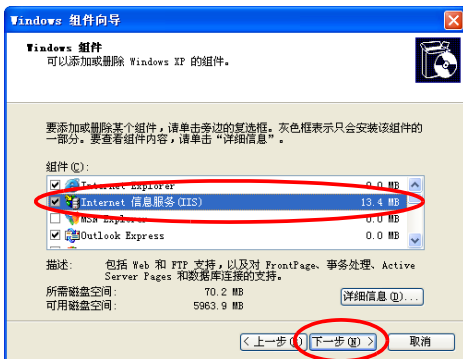 Windows 组件向导
Windows 组件
可以添加或删除 Windows XP 的组件。
要添加或删除某个组件，请单击旁边的复选框。灰色框表示只会安装该组件的
一部分。要查看组件内容，请单击“详细信息”。
组件(C):
Internet Explorer 0.0 MB
Internet 信息服务(IIS) 13.4 MB
MSN Explorer 0.0 MB
Outlook Express 0.0 MB
描述: 包括 Web 和 FTP 支持，以及对 FrontPage、事务处理、Active
Server Pages 和数据库连接的支持。
所需磁盘空间: 70.2 MB
可用磁盘空间: 5963.9 MB
详细信息(D)...
< 上一步(B) 下一步(N) > 取消